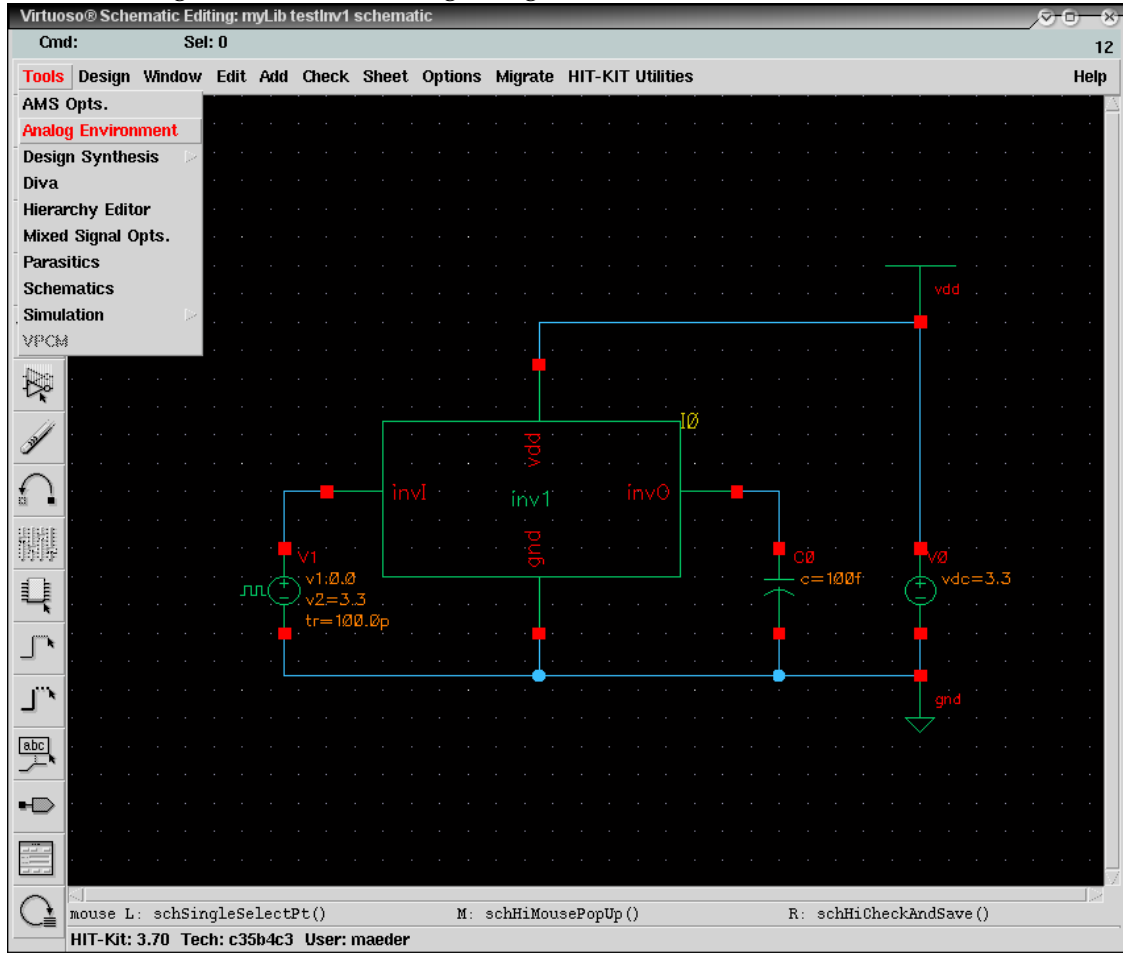 Virtuoso® Schematic Editing: myLib testInv1 schematic
Cmd: Sel: 0
12
Tools Design Window Edit Add Check Sheet Options Migrate HIT-KIT Utilities Help
AMS Opts.
Analog Environment
Design Synthesis
Diva
Hierarchy Editor
Mixed Signal Opts.
Parasitics
Schematics
Simulation
VPCM
vdd
I0
vdd
invI
inv1
invO
gnd
V1
v1:0.0
v2=3.3
tr=100.0p
C0
c=100f
V0
vdc=3.3
gnd
abc
mouse L: schSingleSelectPt() M: schHiMousePopUp() R: schHiCheckAndSave()
HIT-Kit: 3.70 Tech: c35b4c3 User: maeder